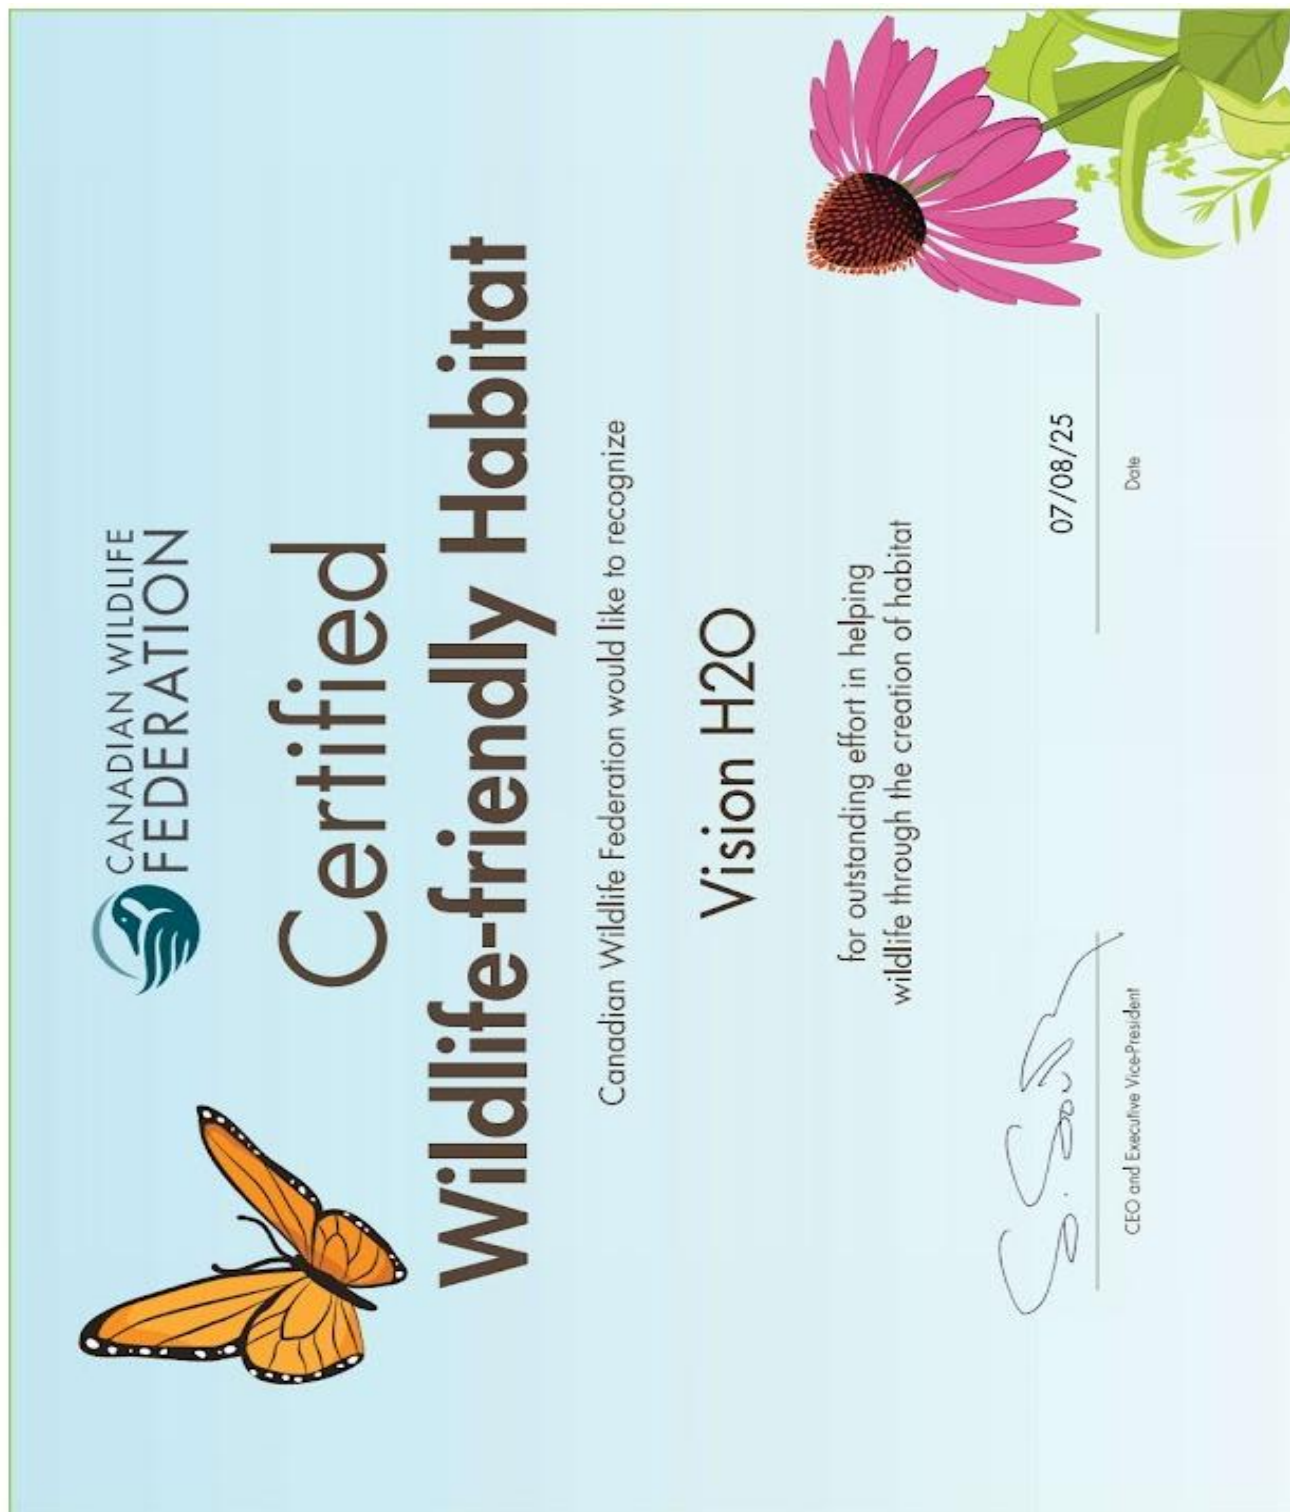 CANADIAN WILDLIFE
FEDERATION
Certified
Wildlife-friendly Habitat
Canadian Wildlife Federation would like to recognize
Vision H2O
for outstanding effort in helping
wildlife through the creation of habitat
07/08/25
CEO and Executive Vice-President
Date